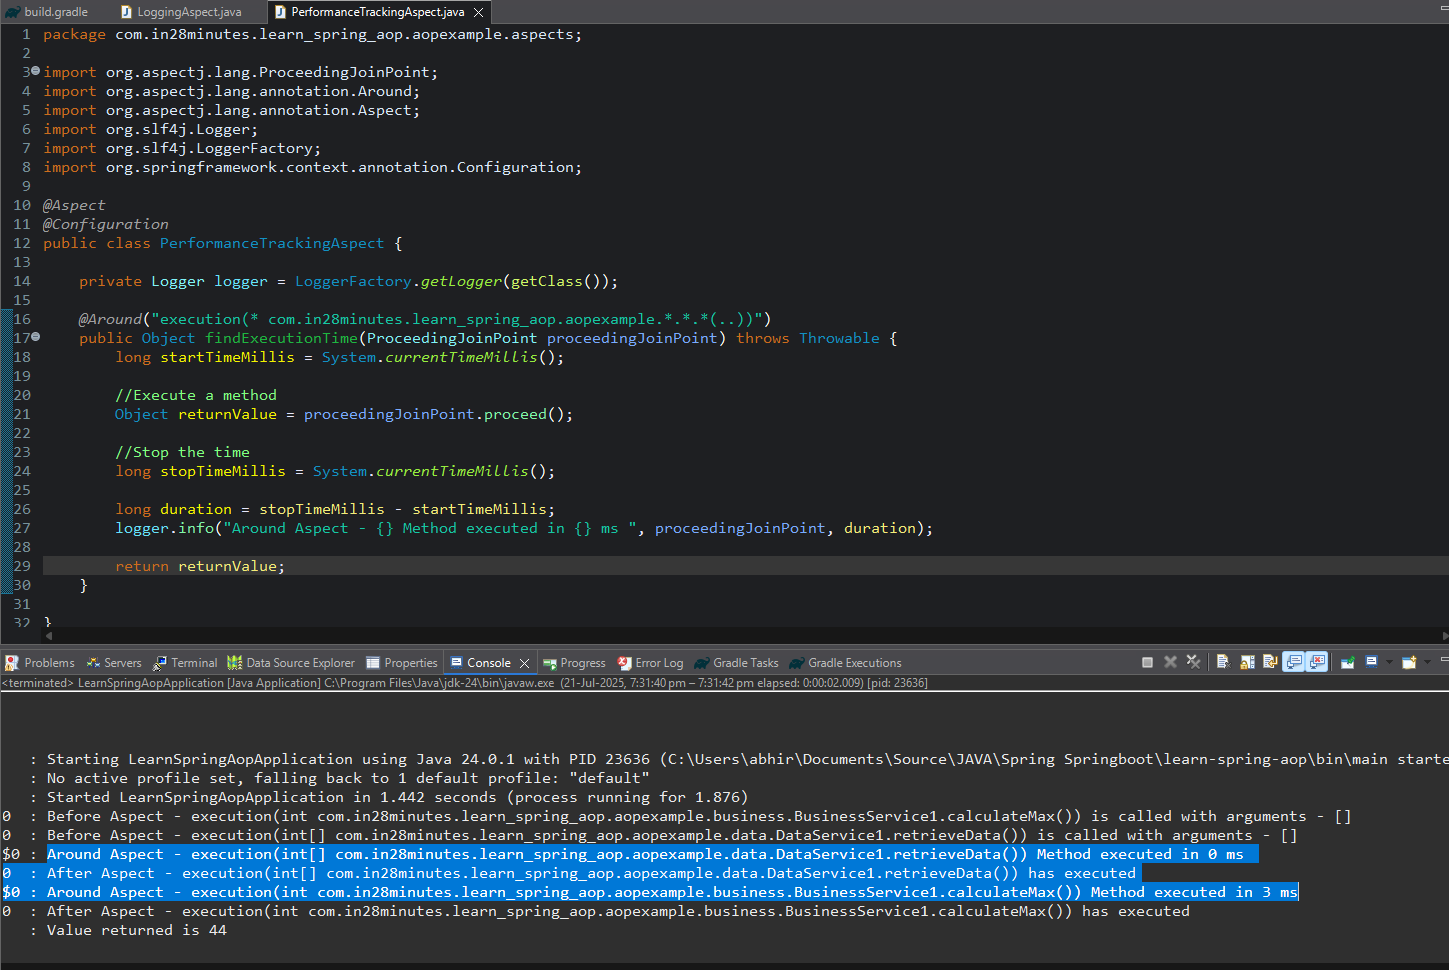 build.gradle LoggingAspect.java PerformanceTrackingAspect.java
1 package com.in28minutes.learn_spring_aop.aopexample.aspects;
2
3 import org.aspectj.lang.ProceedingJoinPoint;
4 import org.aspectj.lang.annotation.Around;
5 import org.aspectj.lang.annotation.Aspect;
6 import org.slf4j.Logger;
7 import org.slf4j.LoggerFactory;
8 import org.springframework.context.annotation.Configuration;
9
10 @Aspect
11 @Configuration
12 public class PerformanceTrackingAspect {
13
14 private Logger logger = LoggerFactory.getLogger(getClass());
15
16 @Around("execution(* com.in28minutes.learn_spring_aop.aopexample.*.*.*(..))")
17 public Object findExecutionTime(ProceedingJoinPoint proceedingJoinPoint) throws Throwable {
18 long startTimeMillis = System.currentTimeMillis();
19
20 //Execute a method
21 Object returnValue = proceedingJoinPoint.proceed();
22
23 //Stop the time
24 long stopTimeMillis = System.currentTimeMillis();
25
26 long duration = stopTimeMillis - startTimeMillis;
27 logger.info("Around Aspect - {} Method executed in {} ms ", proceedingJoinPoint, duration);
28
29 return returnValue;
30 }
31
32 }
Problems Servers Terminal Data Source Explorer Properties Console Progress Error Log Gradle Tasks Gradle Executions
<terminated> LearnSpringAopApplication [Java Application] C:\Program Files\Java\jdk-24\bin\javaw.exe (21-Jul-2025, 7:31:40 pm – 7:31:42 pm elapsed: 0:00:02.009) [pid: 23636]
: Starting LearnSpringAopApplication using Java 24.0.1 with PID 23636 (C:\Users\abhir\Documents\Source\JAVA\Spring Springboot\learn-spring-aop\bin\main starte
: No active profile set, falling back to 1 default profile: "default"
: Started LearnSpringAopApplication in 1.442 seconds (process running for 1.876)
0 : Before Aspect - execution(int com.in28minutes.learn_spring_aop.aopexample.business.BusinessService1.calculateMax()) is called with arguments - []
0 : Before Aspect - execution(int[] com.in28minutes.learn_spring_aop.aopexample.data.DataService1.retrieveData()) is called with arguments - []
$0 : Around Aspect - execution(int[] com.in28minutes.learn_spring_aop.aopexample.data.DataService1.retrieveData()) Method executed in 0 ms
0 : After Aspect - execution(int[] com.in28minutes.learn_spring_aop.aopexample.data.DataService1.retrieveData()) has executed
$0 : Around Aspect - execution(int com.in28minutes.learn_spring_aop.aopexample.business.BusinessService1.calculateMax()) Method executed in 3 ms
0 : After Aspect - execution(int com.in28minutes.learn_spring_aop.aopexample.business.BusinessService1.calculateMax()) has executed
: Value returned is 44